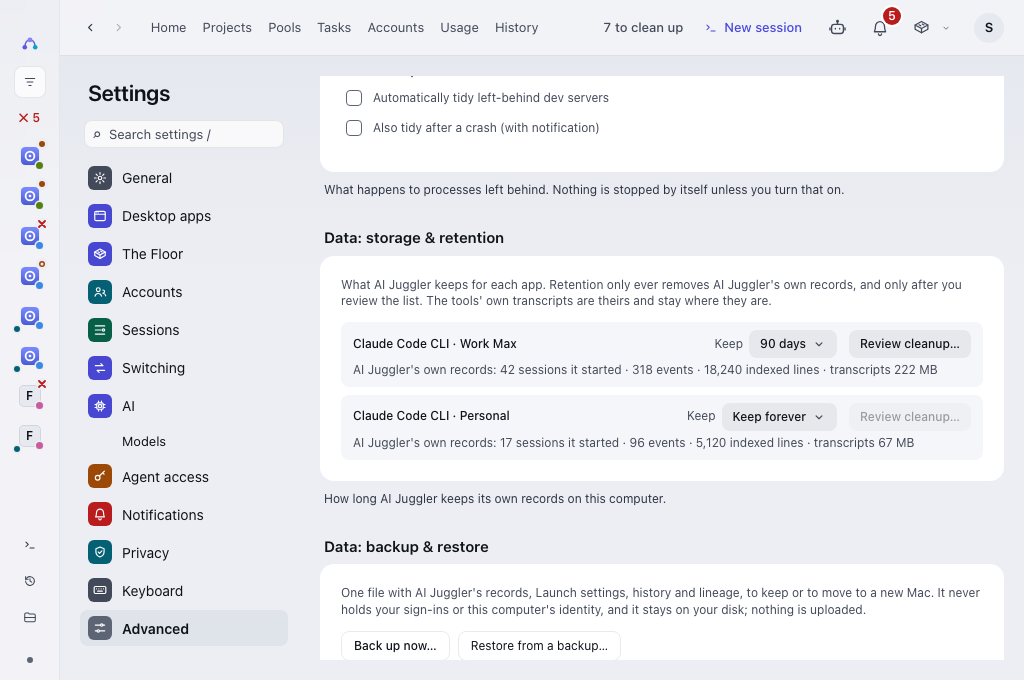 Home Projects Pools Tasks Accounts Usage History 7 to clean up New session 5 S
5
F
F
Settings
Search settings /
General
Desktop apps
The Floor
Accounts
Sessions
Switching
AI
Models
Agent access
Notifications
Privacy
Keyboard
Advanced
Automatically tidy left-behind dev servers
Also tidy after a crash (with notification)
What happens to processes left behind. Nothing is stopped by itself unless you turn that on.
Data: storage & retention
What AI Juggler keeps for each app. Retention only ever removes AI Juggler's own records, and only after you
review the list. The tools' own transcripts are theirs and stay where they are.
Claude Code CLI · Work Max Keep 90 days Review cleanup...
AI Juggler's own records: 42 sessions it started · 318 events · 18,240 indexed lines · transcripts 222 MB
Claude Code CLI · Personal Keep Keep forever Review cleanup...
AI Juggler's own records: 17 sessions it started · 96 events · 5,120 indexed lines · transcripts 67 MB
How long AI Juggler keeps its own records on this computer.
Data: backup & restore
One file with AI Juggler's records, Launch settings, history and lineage, to keep or to move to a new Mac. It never
holds your sign-ins or this computer's identity, and it stays on your disk; nothing is uploaded.
Back up now... Restore from a backup...